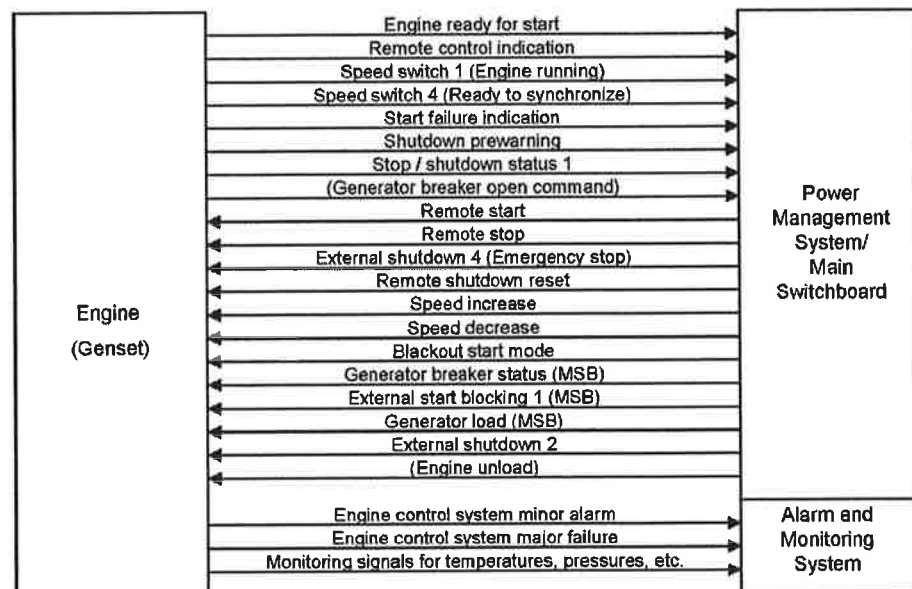 Engine ready for start
Remote control indication
Speed switch 1 (Engine running)
Speed switch 4 (Ready to synchronize)
Start failure indication
Shutdown prewarning
Stop / shutdown status 1
(Generator breaker open command)
Remote start
Remote stop
External shutdown 4 (Emergency stop)
Remote shutdown reset
Speed increase
Speed decrease
Blackout start mode
Generator breaker status (MSB)
External start blocking 1 (MSB)
Generator load (MSB)
External shutdown 2
(Engine unload)
Engine control system minor alarm
Engine control system major failure
Monitoring signals for temperatures, pressures, etc.
Engine
(Genset)
Power
Management
System/
Main
Switchboard
Alarm and
Monitoring
System